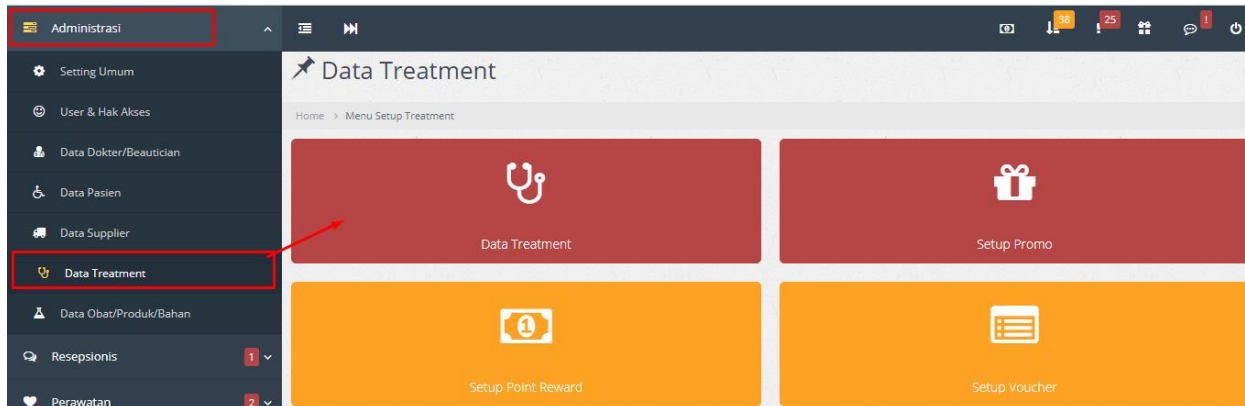 Administrasi
38
25
!
Setting Umum
Data Treatment
User & Hak Akses
Home > Menu Setup Treatment
Data Dokter/Beautician
Data Pasien
Data Supplier
Data Treatment
Setup Promo
Data Treatment
Data Obat/Produk/Bahan
1
Resepsionis
1
Setup Point Reward
Setup Voucher
Perawatan
2